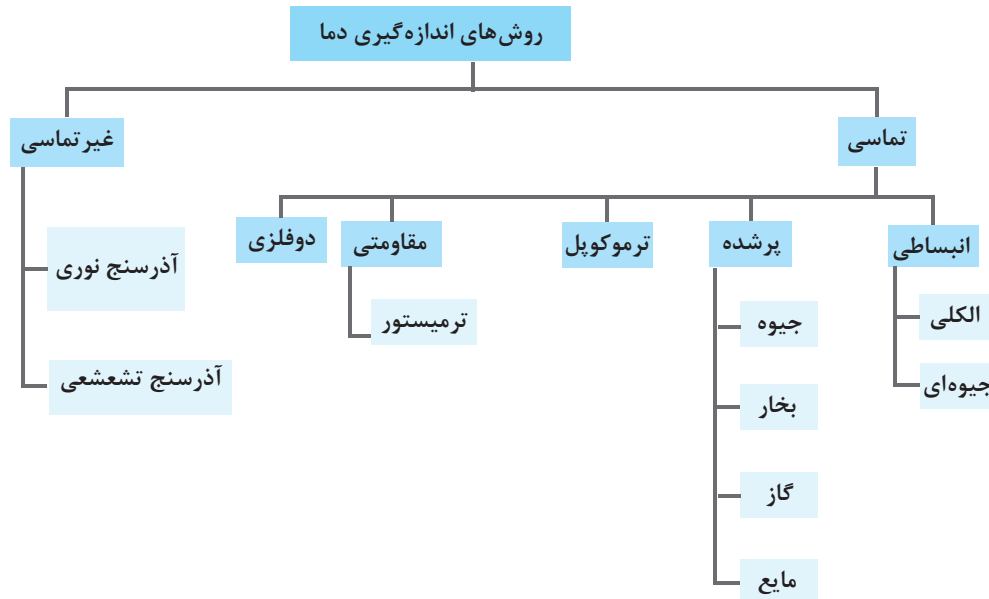 روش‌های اندازه‌گیری دما
تماسی
غیرتماسی
انبساطی
پرشده
ترموکوپل
مقاومتی
دوفلزی
الکلی
جیوه‌ای
جیوه
بخار
گاز
مایع
ترمیستور
آذرسنج نوری
آذرسنج تشعشعی